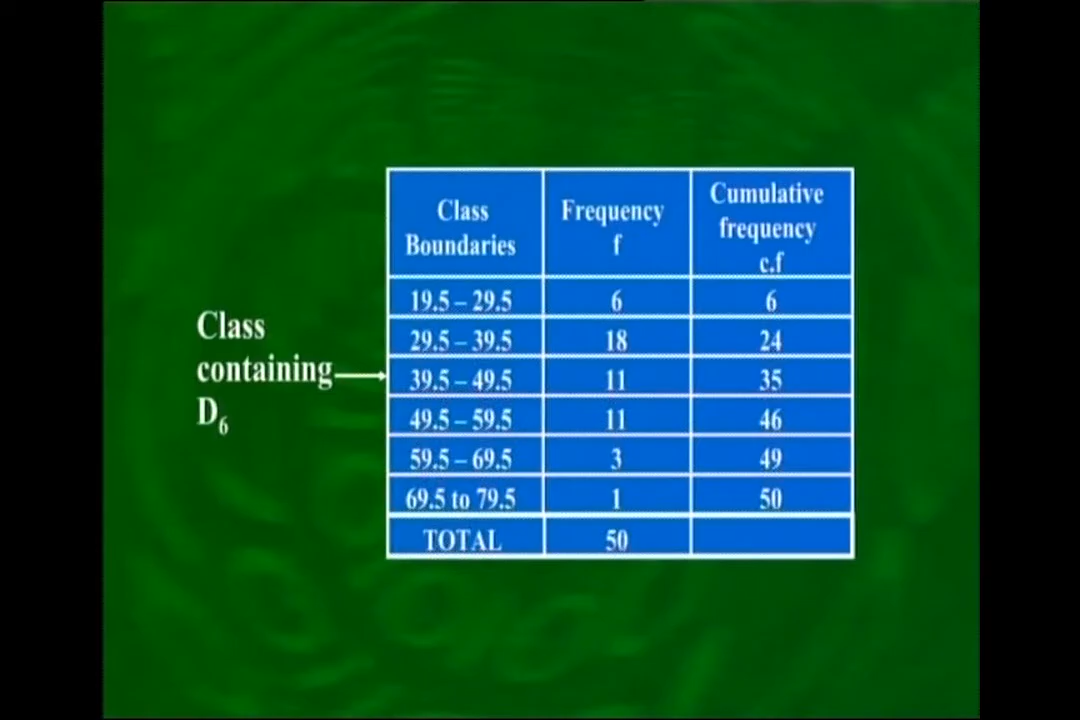 Class
containing
D6
Class Boundaries Frequency f Cumulative frequency c.f
19.5 – 29.5 6 6
29.5 – 39.5 18 24
39.5 – 49.5 11 35
49.5 – 59.5 11 46
59.5 – 69.5 3 49
69.5 to 79.5 1 50
TOTAL 50